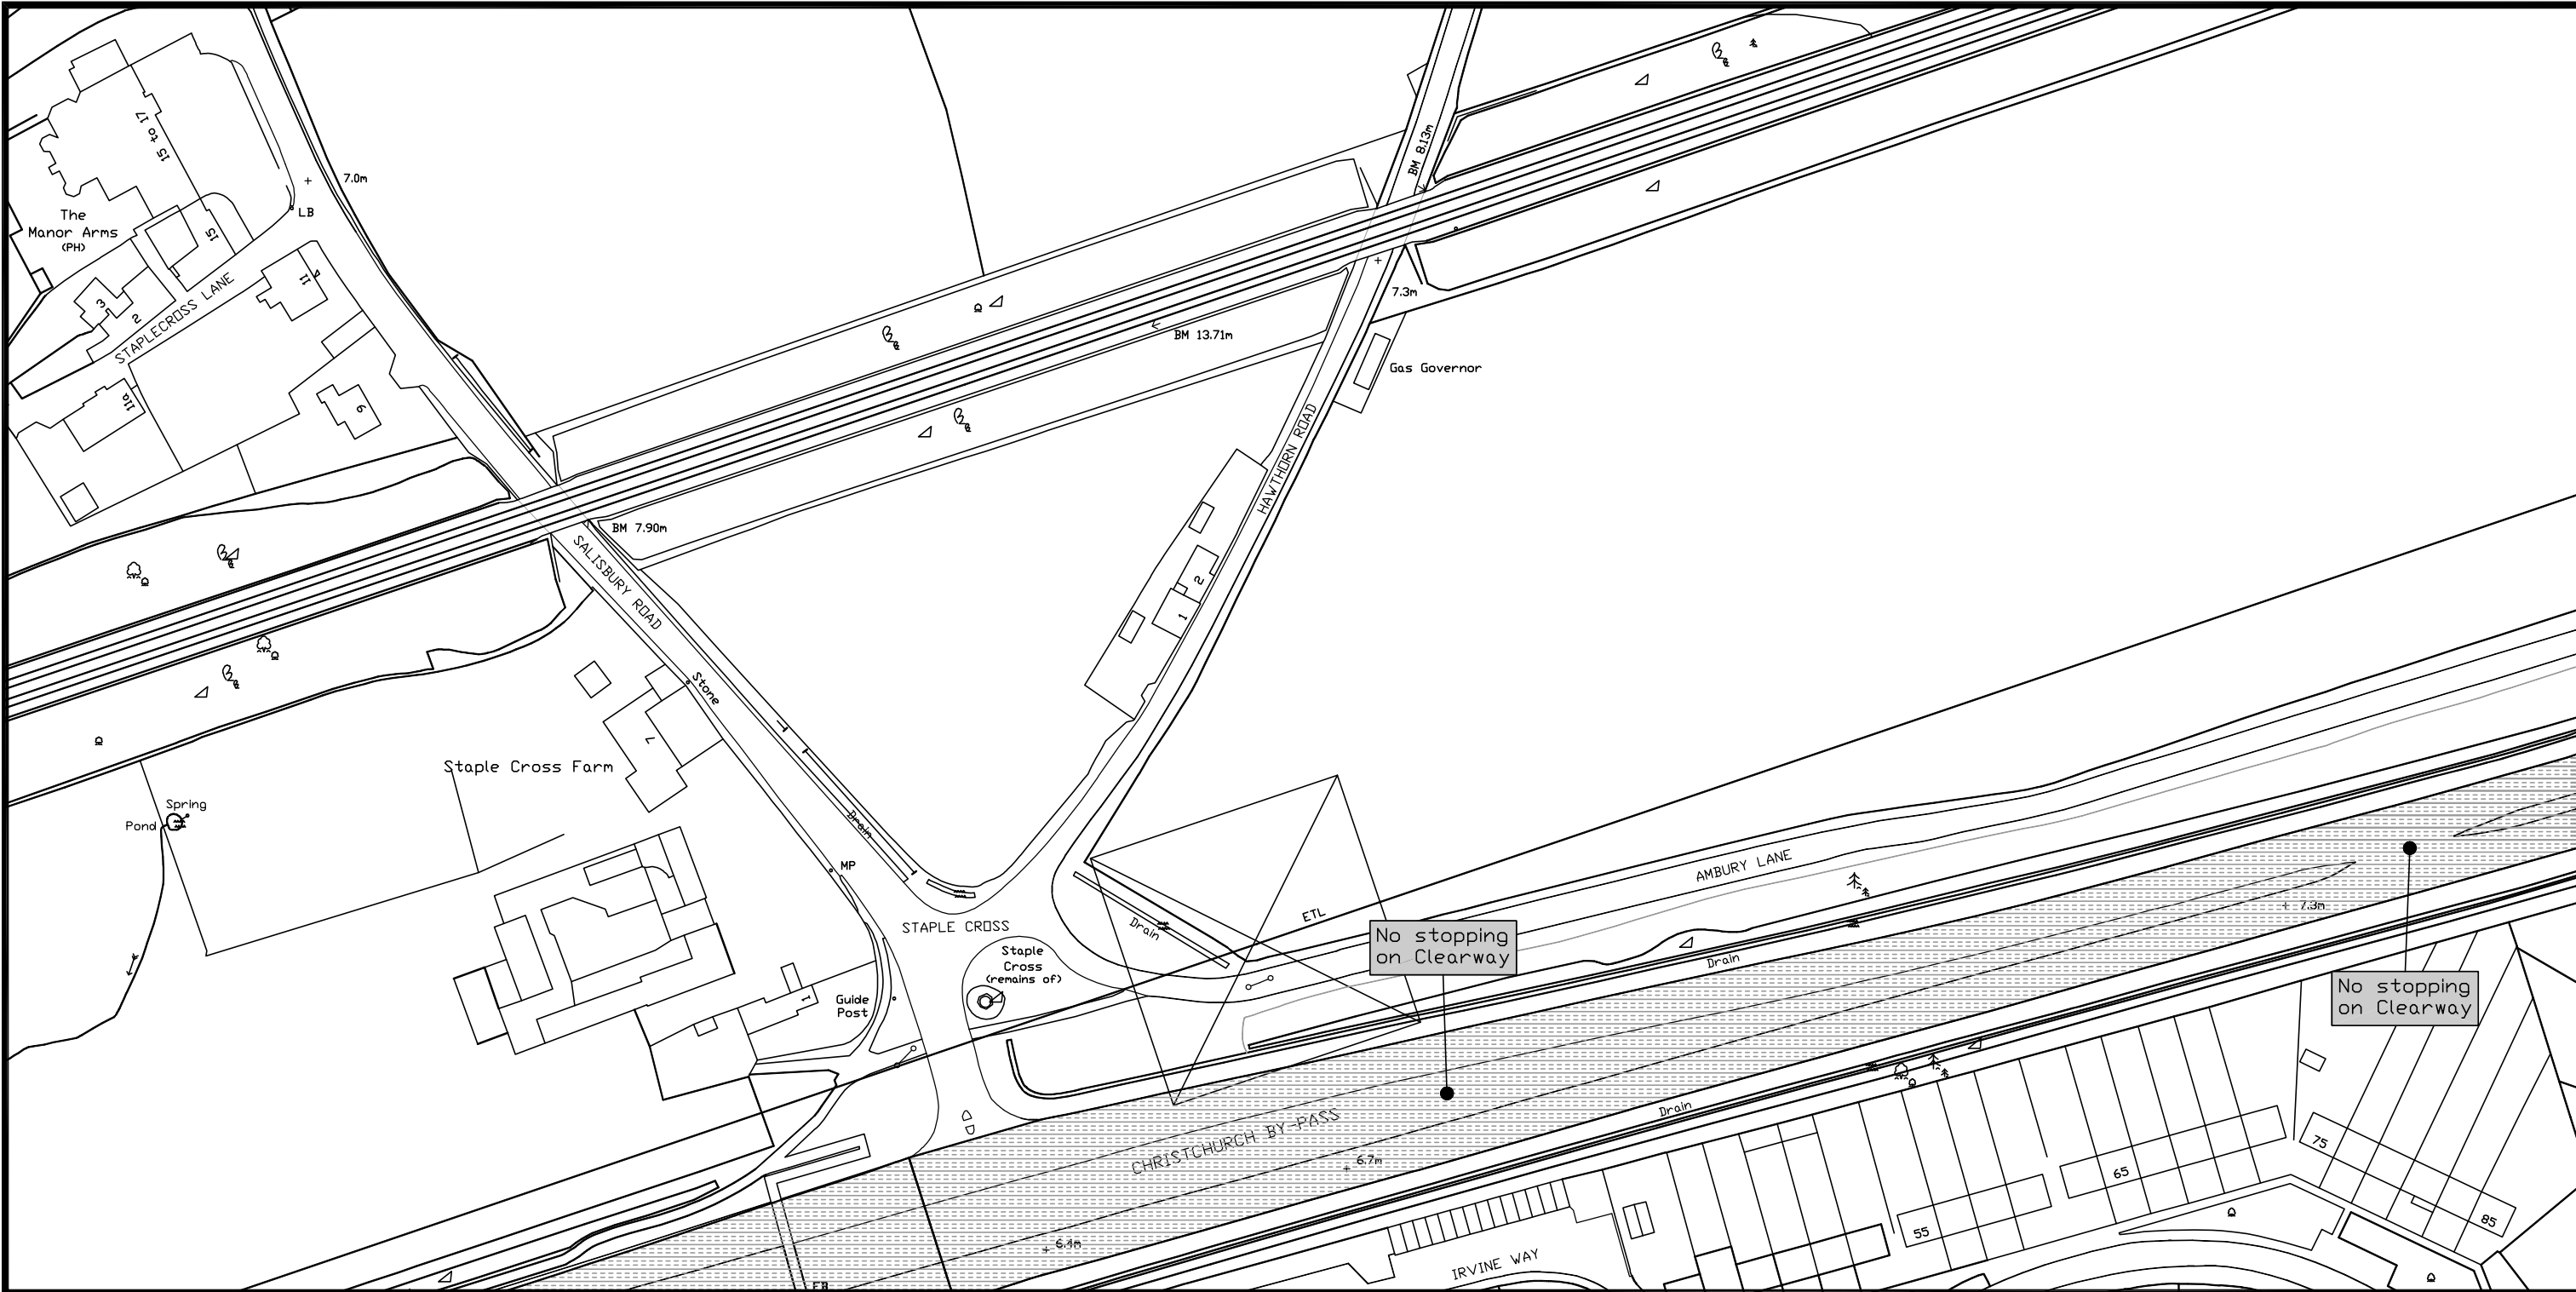 15 to 17
7.0m
BM 8.13m
The
Manor Arms
(PH)
LB
15
11
3
2
STAPLECROSS LANE
7.3m
BM 13.71m
Gas Governor
11a
9
HAWTHORN ROAD
BM 7.90m
SALISBURY ROAD
2
1
Stone
7
Staple Cross Farm
Spring
Pond
Drain
MP
AMBURY LANE
STAPLE CROSS
Drain
ETL
7.3m
No stopping
on Clearway
Staple
Cross
(remains of)
Drain
1
Guide
Post
No stopping
on Clearway
Drain
CHRISTCHURCH BY-PASS
6.7m
75
65
85
55
6.4m
IRVINE WAY
FB